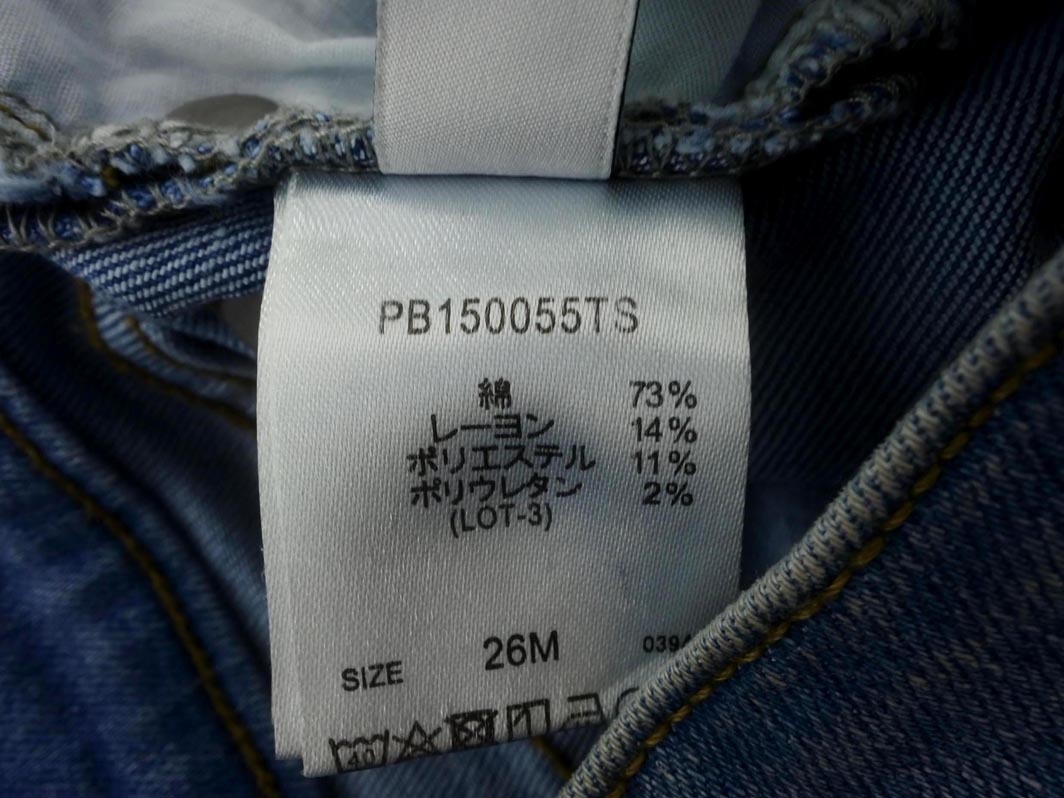 PB150055TS
綿 73%
レーヨン 14%
ポリエステル 11%
ポリウレタン 2%
(LOT-3)
SIZE 26M
40